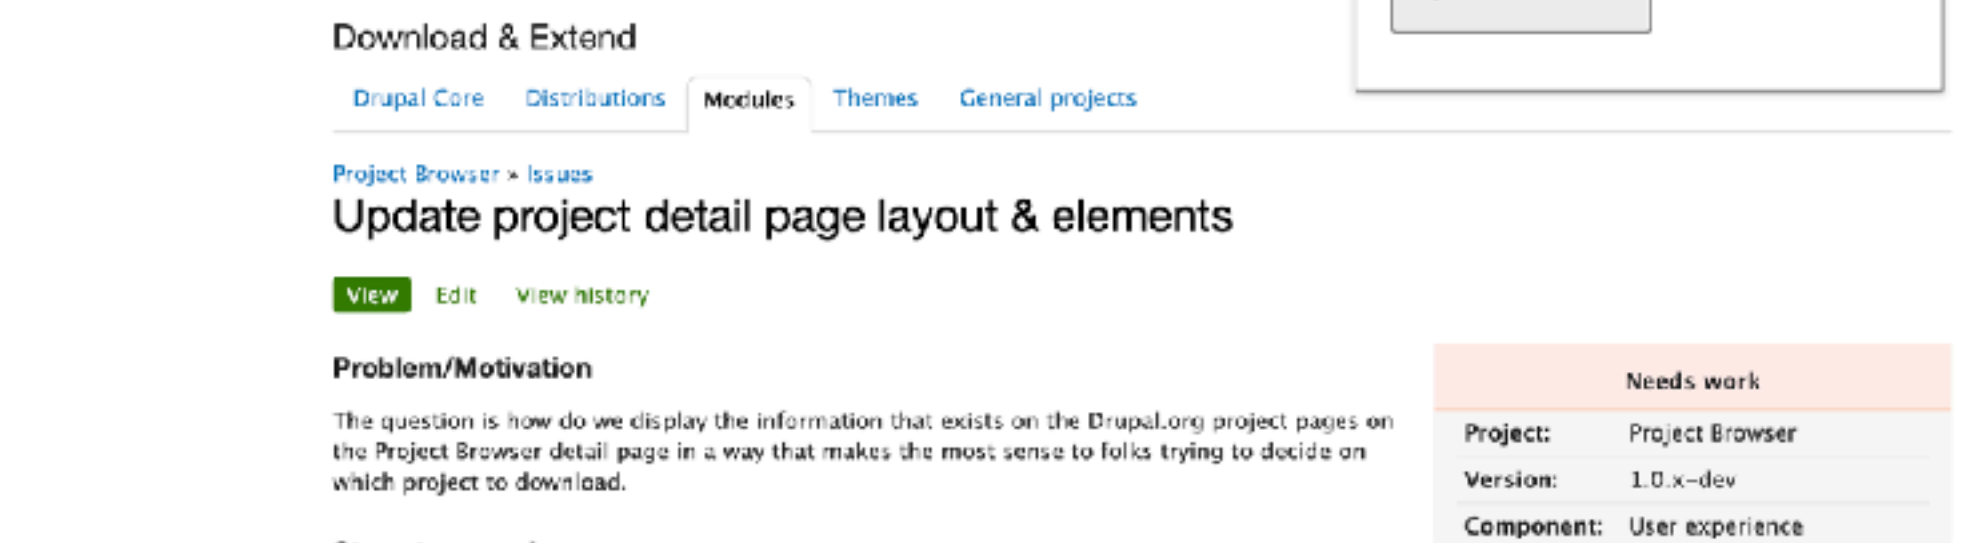 Download & Extend
Drupal Core Distributions Modules Themes General projects
Project Browser » Issues
Update project detail page layout & elements
View Edit View history
Problem/Motivation
The question is how do we display the information that exists on the Drupal.org project pages on
the Project Browser detail page in a way that makes the most sense to folks trying to decide on
which project to download.
Needs work
Project: Project Browser
Version: 1.0.x-dev
Component: User experience